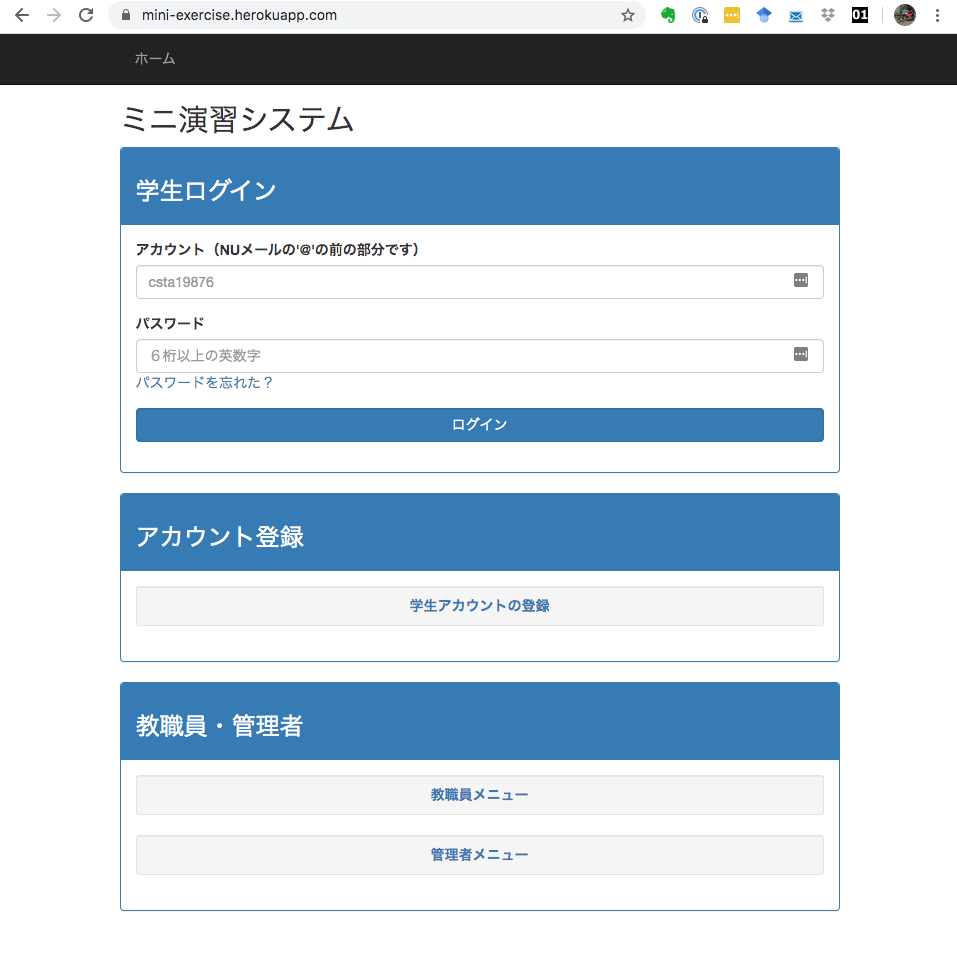 mini-exercise.herokuapp.com
01
ホーム
ミニ演習システム
学生ログイン
アカウント（NUメールの'@'の前の部分です）
csta19876
パスワード
６桁以上の英数字
パスワードを忘れた？
ログイン
アカウント登録
学生アカウントの登録
教職員・管理者
教職員メニュー
管理者メニュー